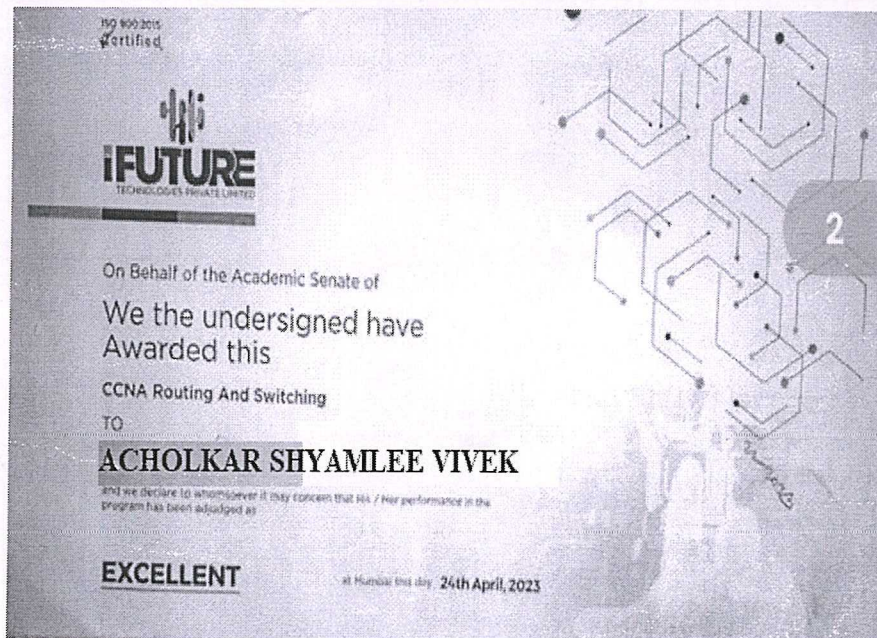 ISO 900:2015
Certified
iFUTURE
TECHNOLOGIES PRIVATE LIMITED
2
On Behalf of the Academic Senate of
We the undersigned have
Awarded this
CCNA Routing And Switching
TO
ACHOLKAR SHYAMLEE VIVEK
and we declare to whomsoever it may concern that His / Her performance in the
program has been adjudged as
EXCELLENT
at Mumbai this day 24th April, 2023